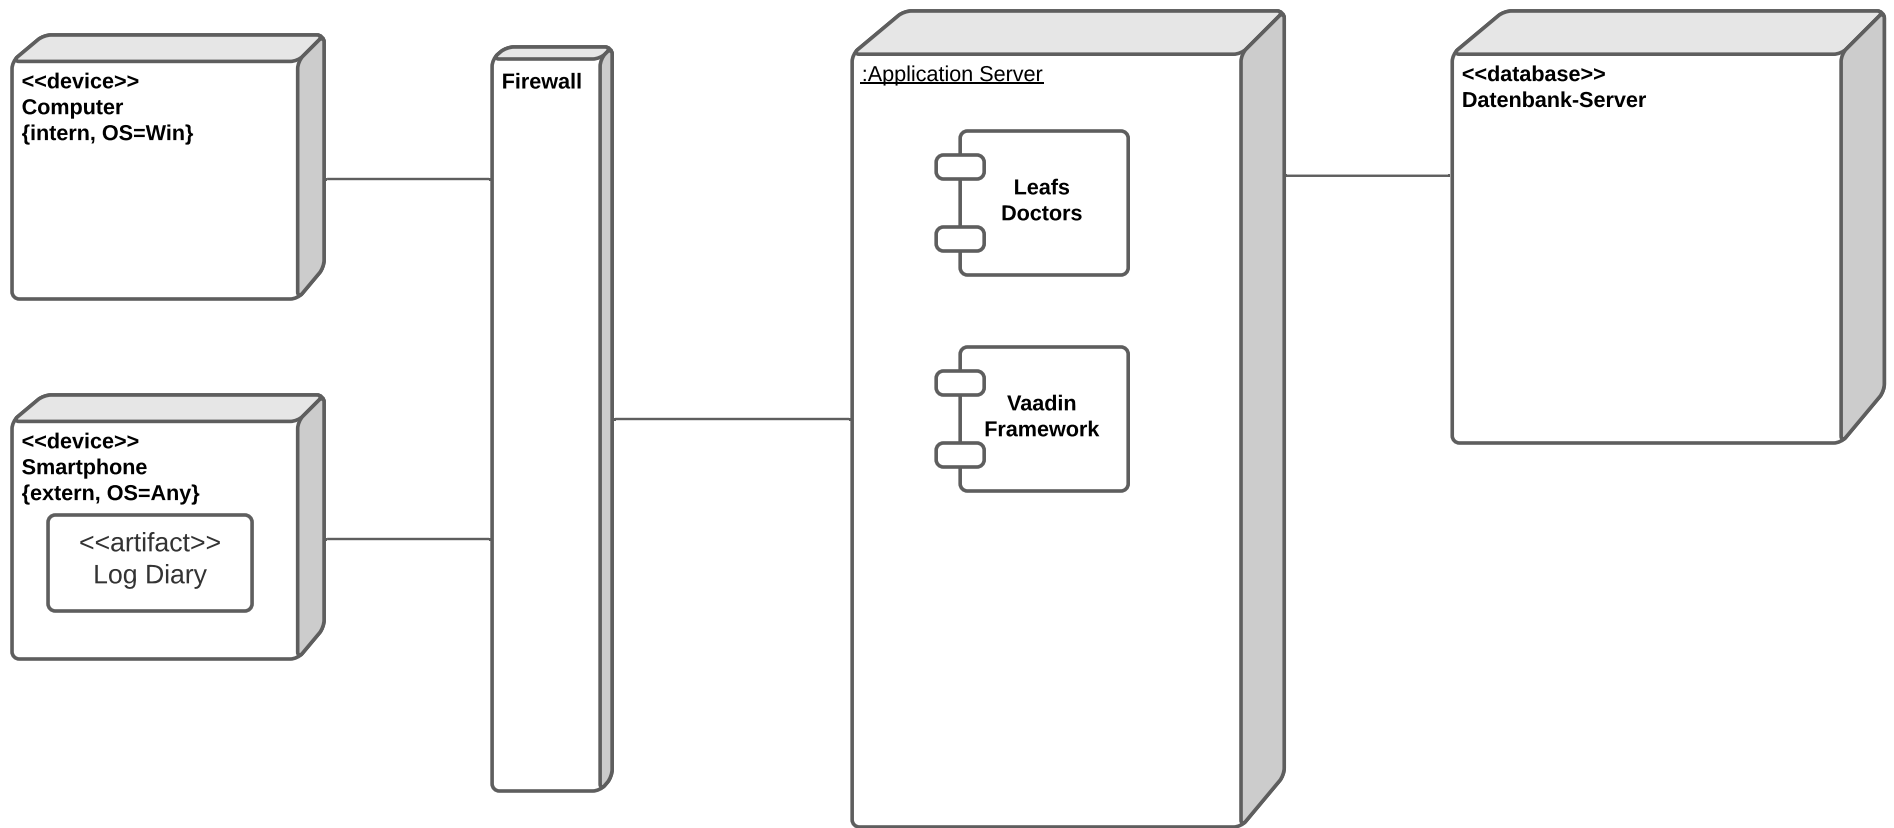 <<device>>
Computer
{intern, OS=Win}
<<device>>
Smartphone
{extern, OS=Any}
<<artifact>>
Log Diary
Firewall
:Application Server
Leafs
Doctors
Vaadin
Framework
<<database>>
Datenbank-Server